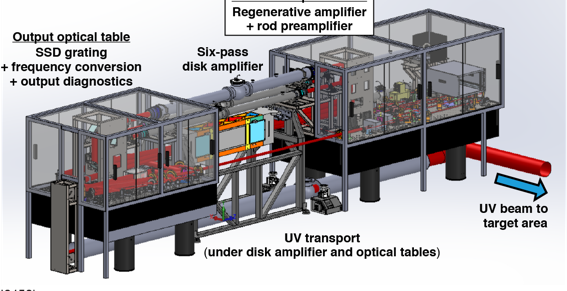 Regenerative amplifier
+ rod preamplifier
Output optical table
SSD grating
+ frequency conversion
+ output diagnostics
Six-pass
disk amplifier
UV beam to
target area
UV transport
(under disk amplifier and optical tables)